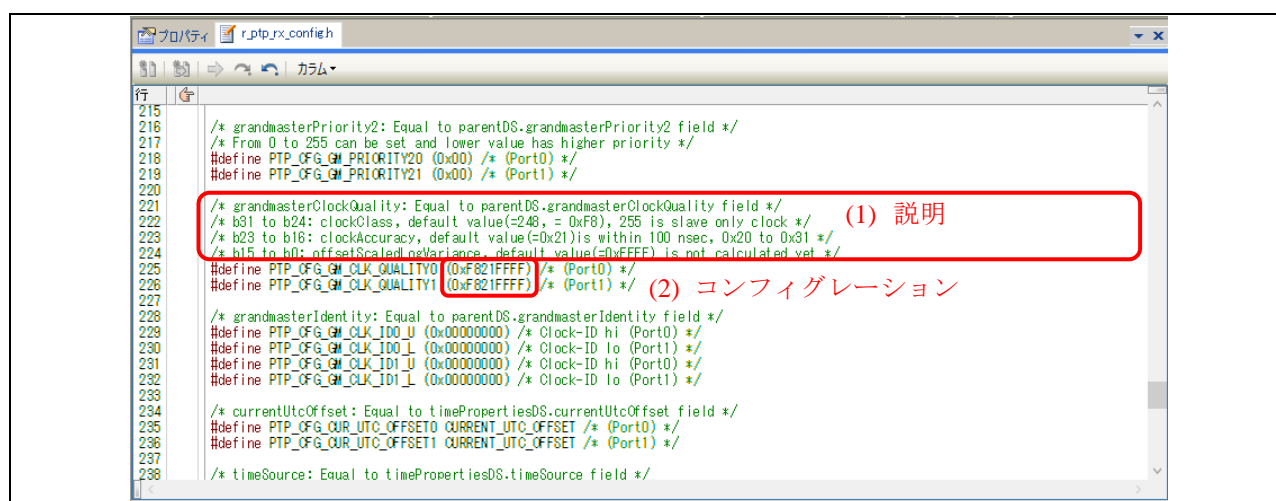 プロパティ r_ptp_rx_config.h
カラム
行
215
216 /* grandmasterPriority2: Equal to parentDS.grandmasterPriority2 field */
217 /* From 0 to 255 can be set and lower value has higher priority */
218 #define PTP_CFG_GM_PRIORITY20 (0x00) /* (Port0) */
219 #define PTP_CFG_GM_PRIORITY21 (0x00) /* (Port1) */
220
221 /* grandmasterClockQuality: Equal to parentDS.grandmasterClockQuality field */
222 /* b31 to b24: clockClass, default value(=248, = 0xF8), 255 is slave only clock */ (1) 説明
223 /* b23 to b16: clockAccuracy, default value(=0x21)is within 100 nsec, 0x20 to 0x31 */
224 /* b15 to b0: offsetScaledLogVariance, default value(=0xFFFF) is not calculated yet */
225 #define PTP_CFG_GM_CLK_QUALITY0 (0xF821FFFF) /* (Port0) */
226 #define PTP_CFG_GM_CLK_QUALITY1 (0xF821FFFF) /* (Port1) */ (2) コンフィグレーション
227
228 /* grandmasterIdentity: Equal to parentDS.grandmasterIdentity field */
229 #define PTP_CFG_GM_CLK_ID0_U (0x00000000) /* Clock-ID hi (Port0) */
230 #define PTP_CFG_GM_CLK_ID0_L (0x00000000) /* Clock-ID lo (Port1) */
231 #define PTP_CFG_GM_CLK_ID1_U (0x00000000) /* Clock-ID hi (Port0) */
232 #define PTP_CFG_GM_CLK_ID1_L (0x00000000) /* Clock-ID lo (Port1) */
233
234 /* currentUtcOffset: Equal to timePropertiesDS.currentUtcOffset field */
235 #define PTP_CFG_CUR_UTC_OFFSET0 CURRENT_UTC_OFFSET /* (Port0) */
236 #define PTP_CFG_CUR_UTC_OFFSET1 CURRENT_UTC_OFFSET /* (Port1) */
237
238 /* timeSource: Equal to timePropertiesDS.timeSource field */